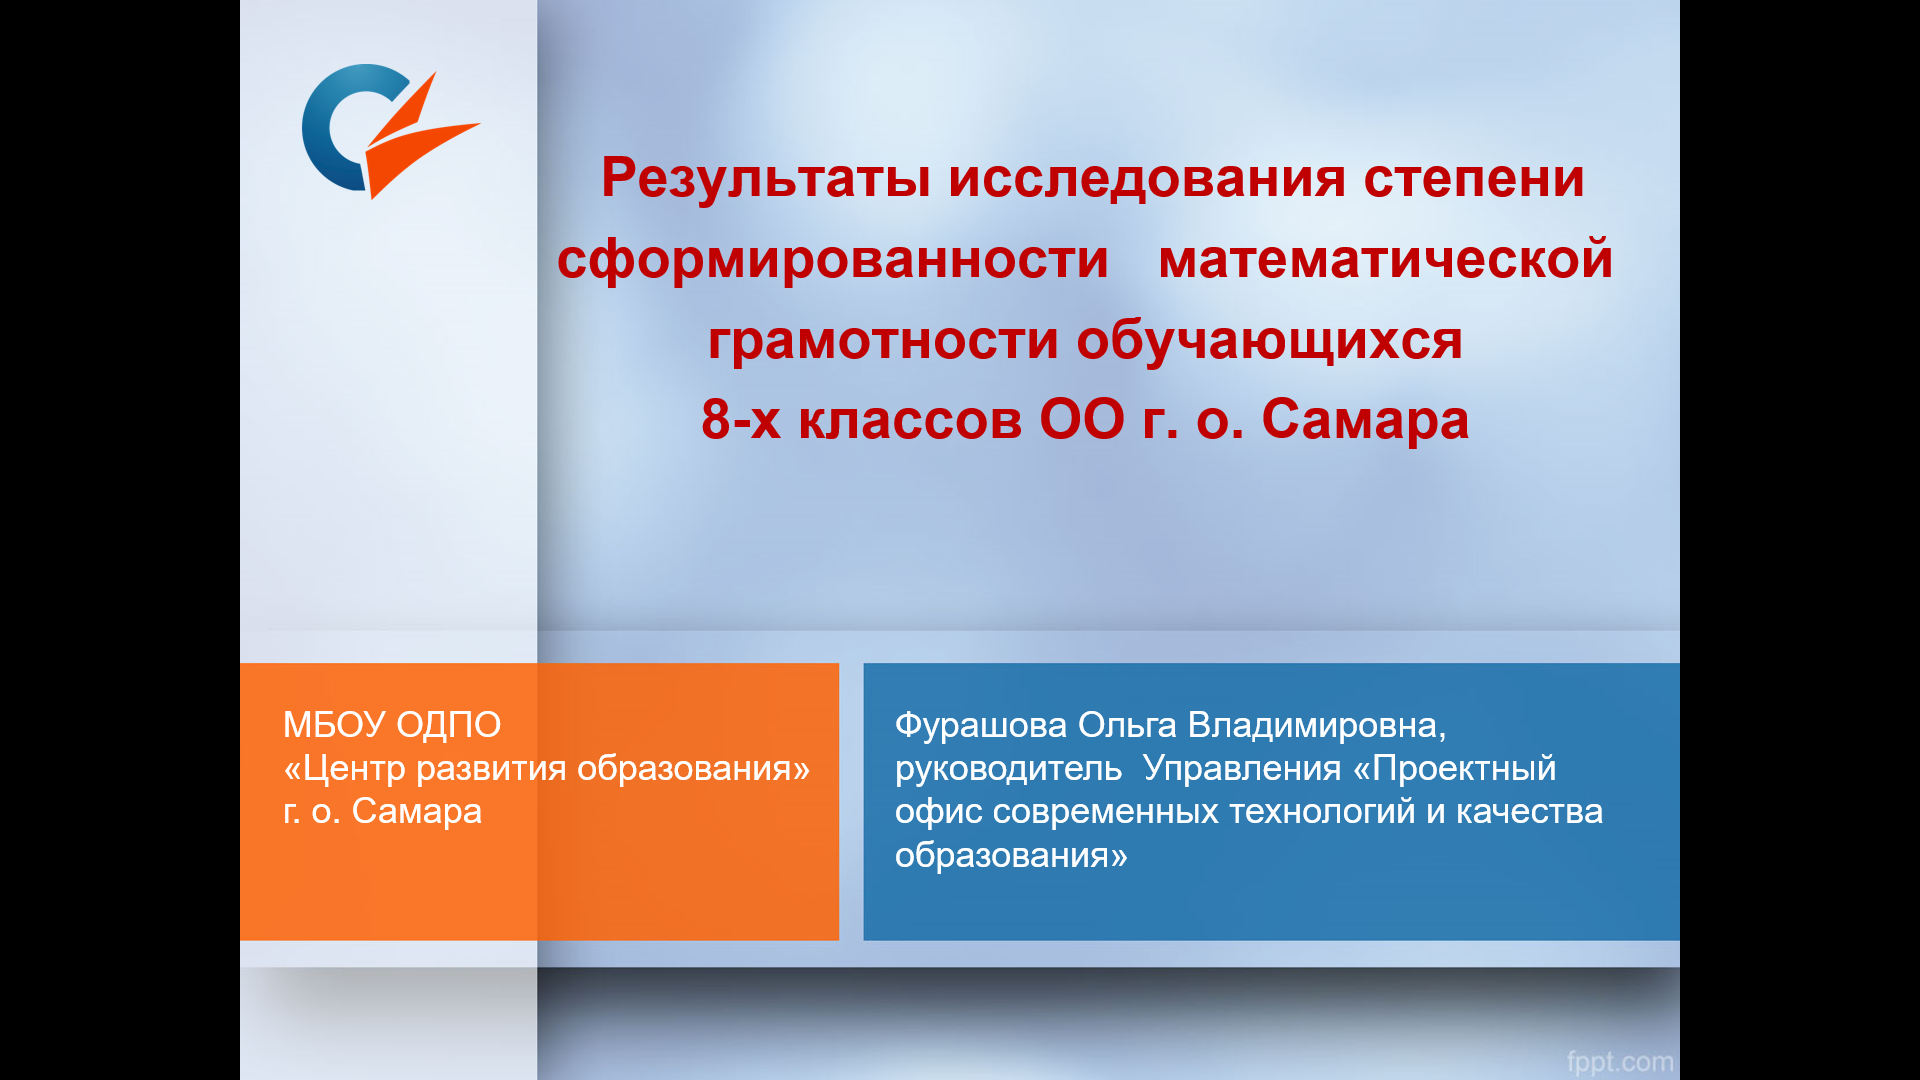 Результаты исследования степени
сформированности математической
грамотности обучающихся
8-х классов ОО г. о. Самара
МБОУ ОДПО
«Центр развития образования»
г. о. Самара
Фурашова Ольга Владимировна,
руководитель Управления «Проектный
офис современных технологий и качества
образования»
fppt.com